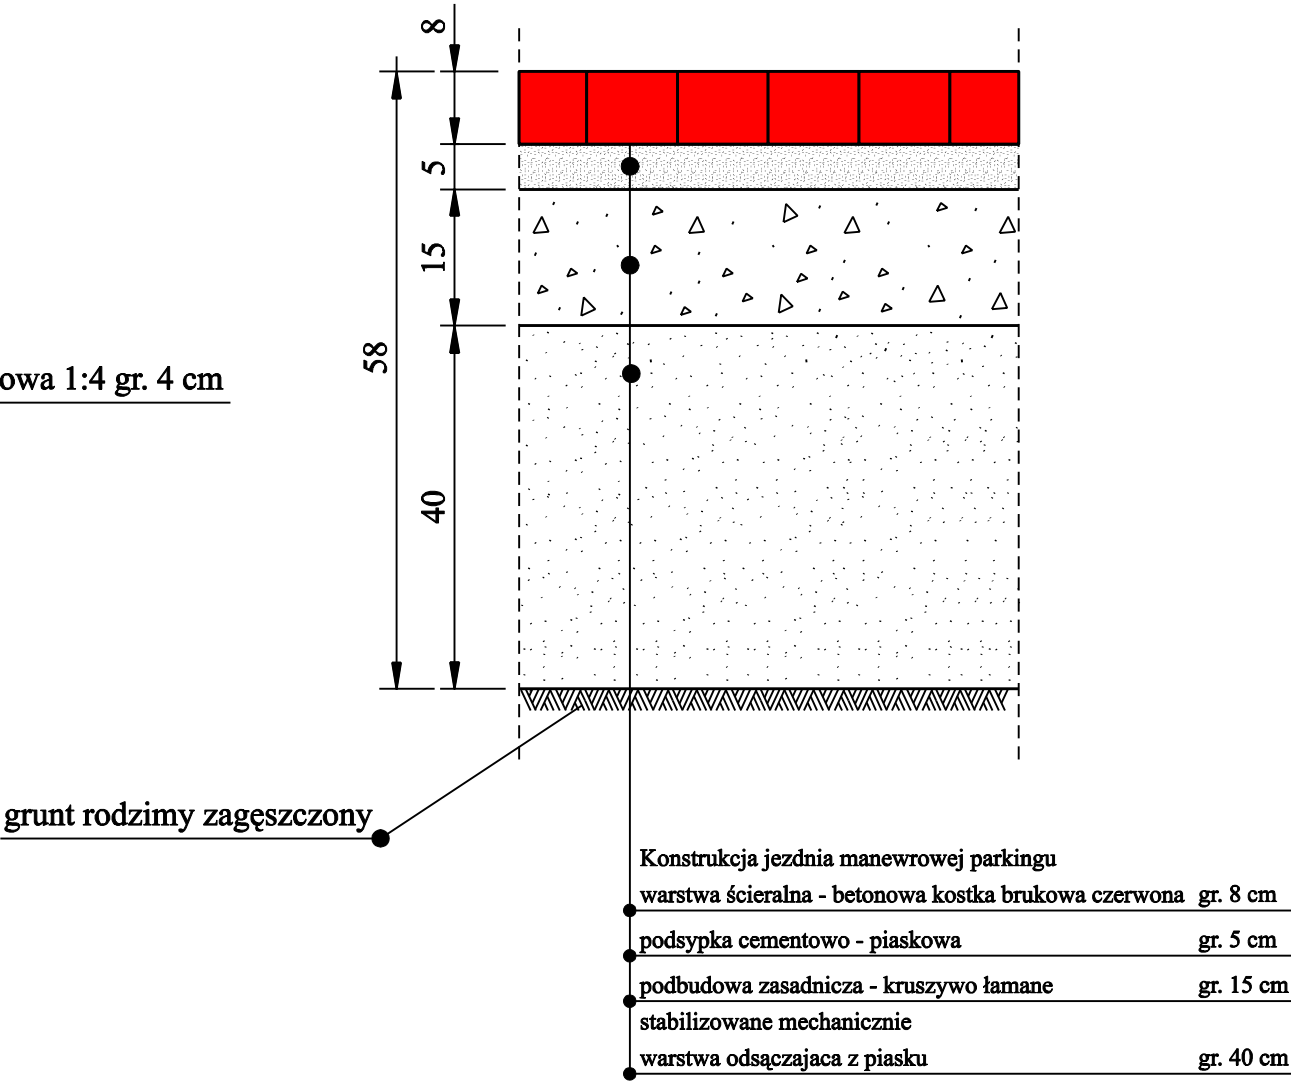 8
5
15
58
owa 1:4 gr. 4 cm
40
grunt rodzimy zagęszczony
Konstrukcja jezdnia manewrowej parkingu
warstwa ścieralna - betonowa kostka brukowa czerwona gr. 8 cm
podsypka cementowo - piaskowa gr. 5 cm
podbudowa zasadnicza - kruszywo łamane gr. 15 cm
stabilizowane mechanicznie
warstwa odsączajaca z piasku gr. 40 cm